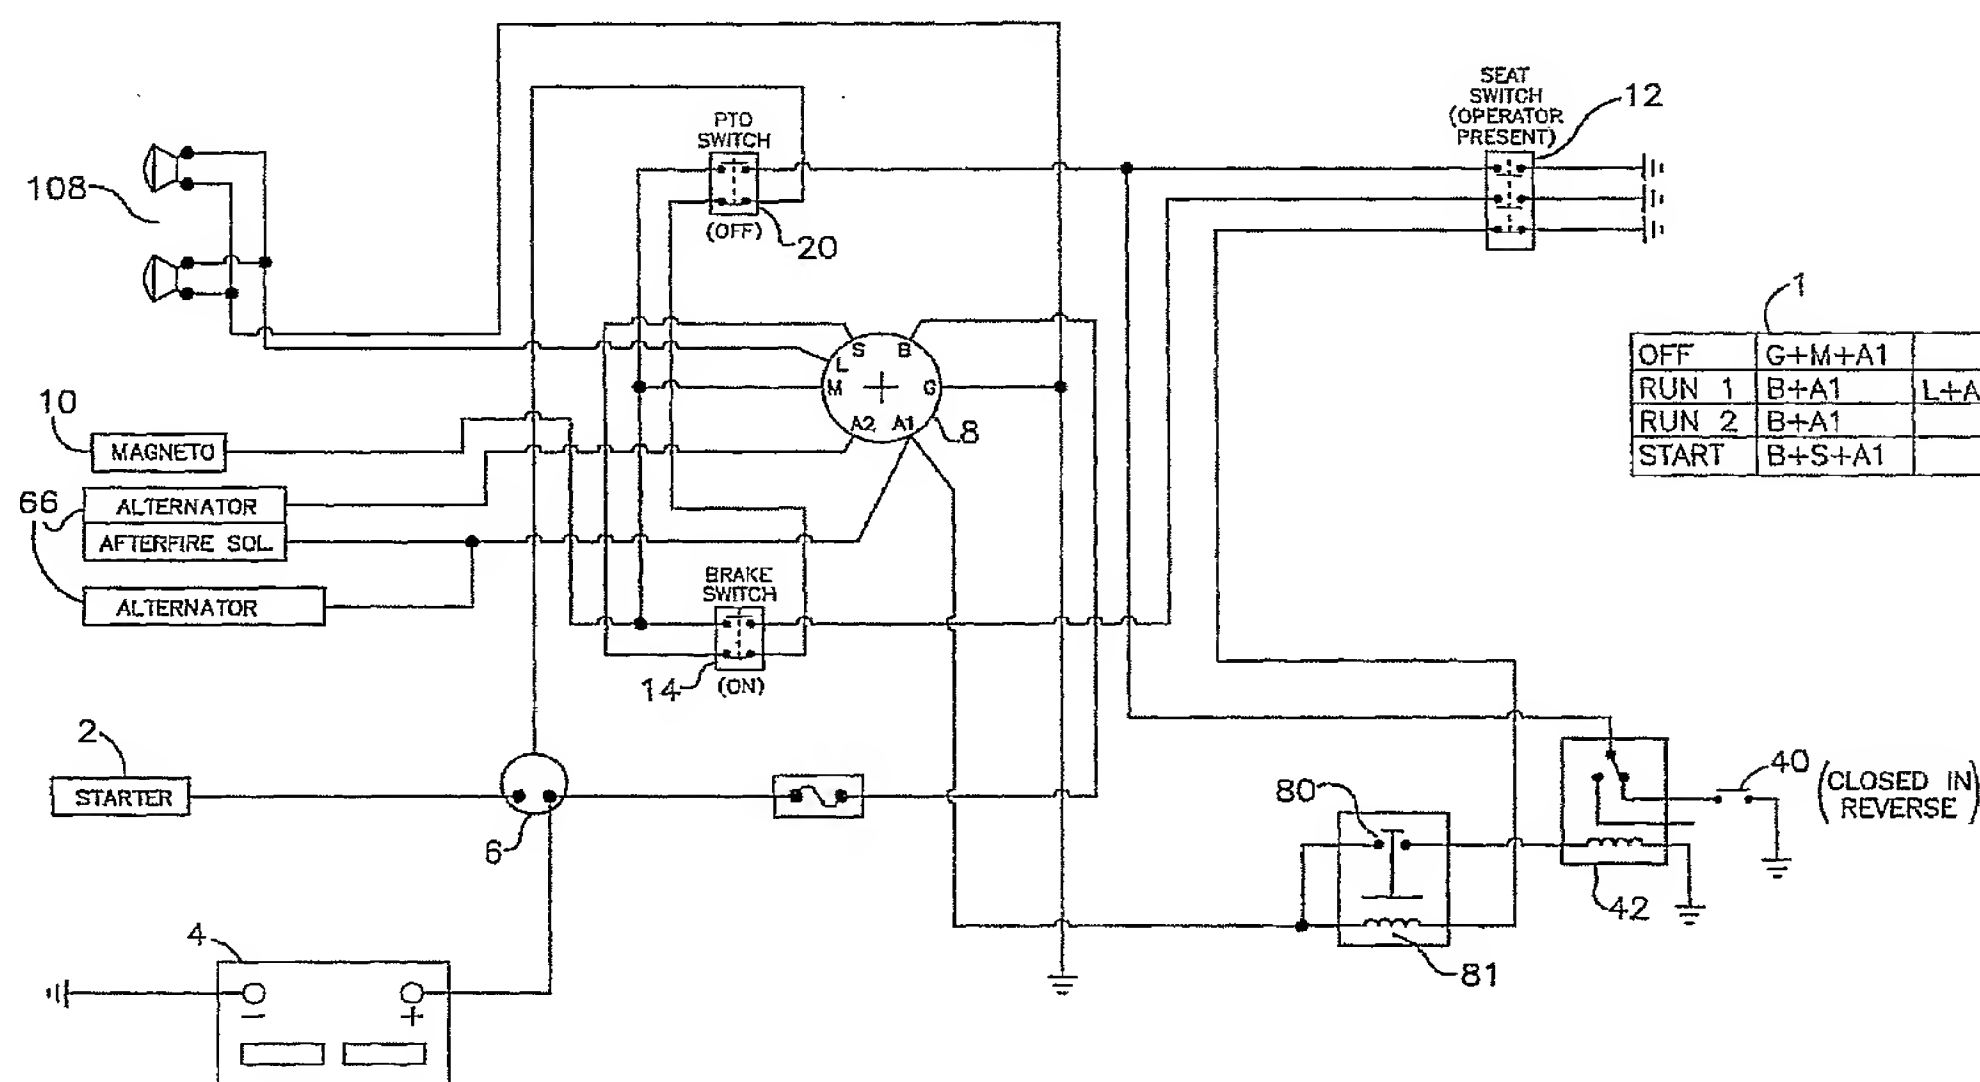 SEAT
SWITCH
(OPERATOR
PRESENT)
12
PTO
SWITCH
(OFF)
20
108
1
OFF G+M+A1
RUN 1 B+A1 L+A
RUN 2 B+A1
START B+S+A1
S B
L
M G
A2 A1
8
10
MAGNETO
66
ALTERNATOR
AFTERFIRE SOL.
ALTERNATOR
BRAKE
SWITCH
14
(ON)
2
STARTER
6
80
40
(CLOSED IN
REVERSE)
42
81
4
− +